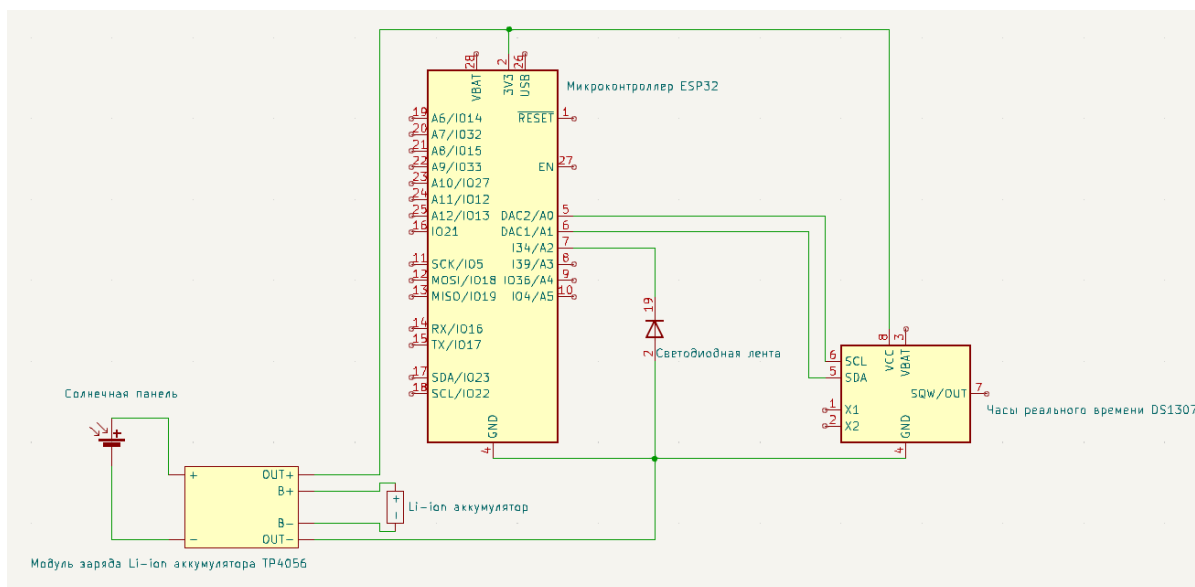 28
2
26
VBAT
3V3
USB
Микроконтроллер ESP32
19 A6/IO14
RESET 1
20 A7/IO32
21 A8/IO15
22 A9/IO33
EN 27
23 A10/IO27
24 A11/IO12
25 A12/IO13
DAC2/A0 5
16 IO21
DAC1/A1 6
I34/A2 7
11 SCK/IO5
I39/A3 8
12 MOSI/IO18
IO36/A4 9
13 MISO/IO19
IO4/A5 10
14 RX/IO16
15 TX/IO17
17 SDA/IO23
18 SCL/IO22
GND
4
19
2
Светодиодная лента
8
3
VCC
VBAT
6 SCL
5 SDA
SQW/OUT 7
1 X1
2 X2
GND
4
Часы реального времени DS1307
Солнечная панель
+
+ OUT+
B+
B-
- OUT-
+
-
Li-ion аккумулятор
Модуль заряда Li-ion аккумулятора TP4056